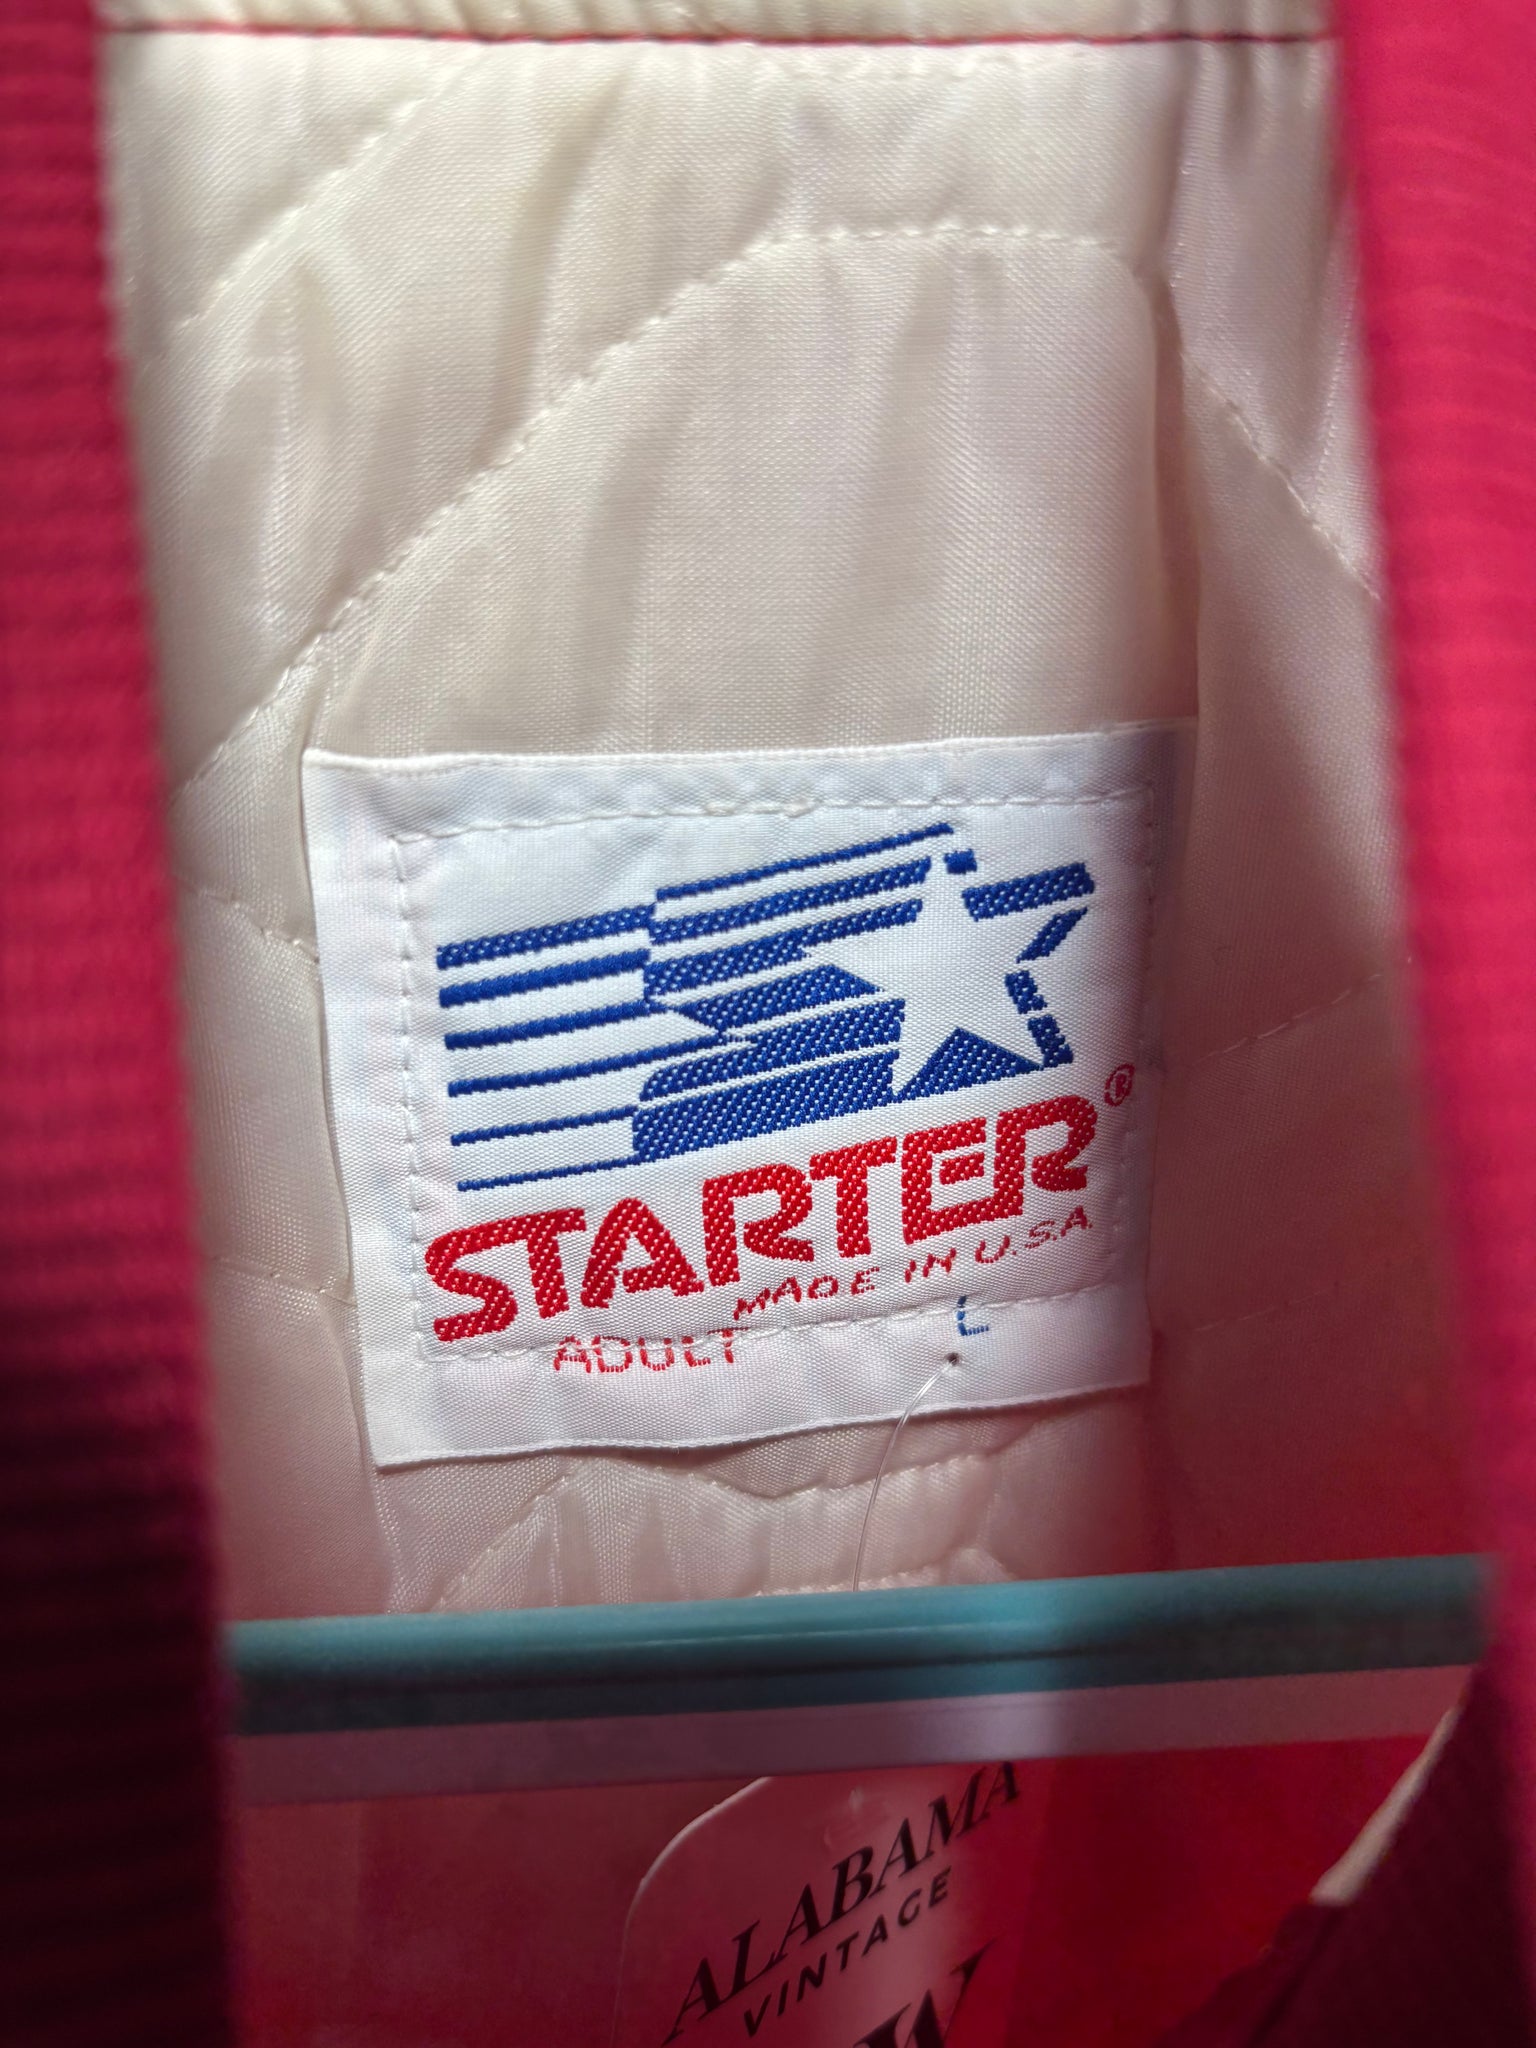 STARTER®
MADE IN U.S.A.
ADULT L
ALABAMA
VINTAGE